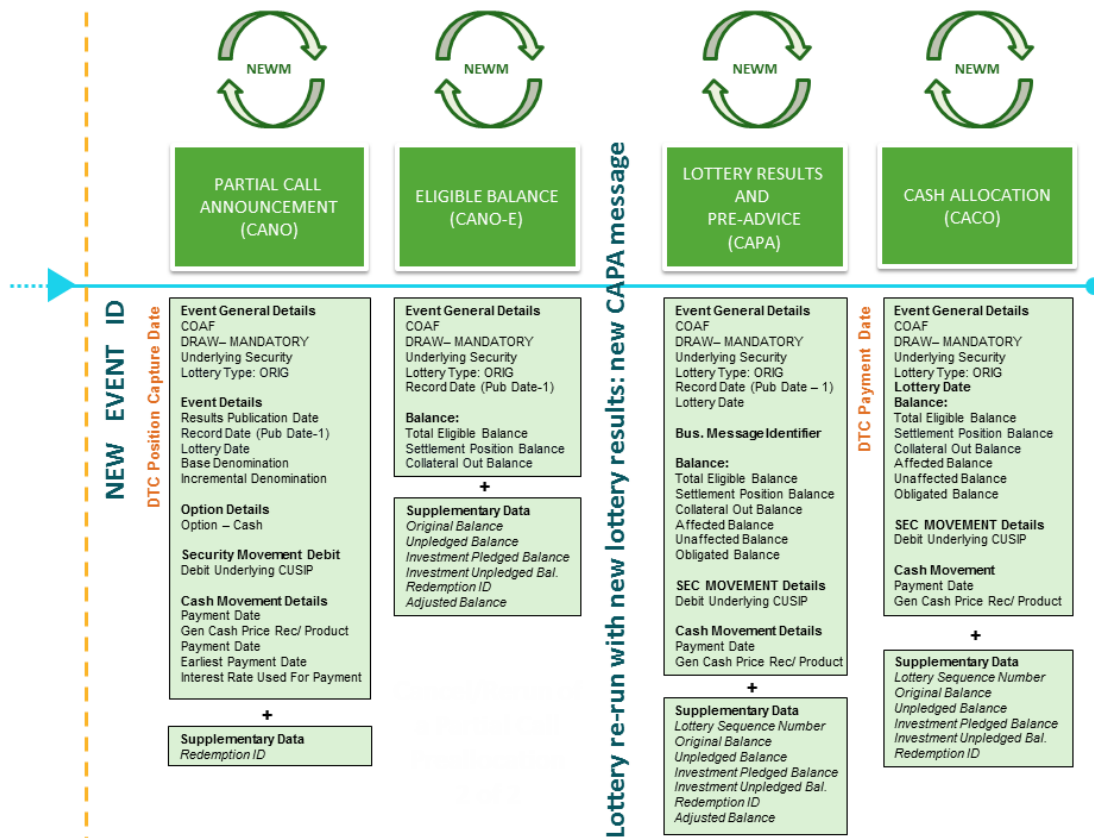 NEWM
NEWM
NEWM
NEWM
PARTIAL CALL
ANNOUNCEMENT
(CANO)
ELIGIBLE BALANCE
(CANO-E)
LOTTERY RESULTS
AND
PRE-ADVICE
(CAPA)
CASH ALLOCATION
(CACO)
NEW EVENT ID
DTC Position Capture Date
Event General Details
COAF
DRAW– MANDATORY
Underlying Security
Lottery Type: ORIG
Event Details
Results Publication Date
Record Date (Pub Date-1)
Lottery Date
Base Denomination
Incremental Denomination
Option Details
Option – Cash
Security Movement Debit
Debit Underlying CUSIP
Cash Movement Details
Payment Date
Gen Cash Price Rec/ Product
Payment Date
Earliest Payment Date
Interest Rate Used For Payment
+
Supplementary Data
Redemption ID
Event General Details
COAF
DRAW– MANDATORY
Underlying Security
Lottery Type: ORIG
Record Date (Pub Date-1)
Balance:
Total Eligible Balance
Settlement Position Balance
Collateral Out Balance
+
Supplementary Data
Original Balance
Unpledged Balance
Investment Pledged Balance
Investment Unpledged Bal.
Redemption ID
Adjusted Balance
Lottery re-run with new lottery results: new CAPA message
Event General Details
COAF
DRAW– MANDATORY
Underlying Security
Lottery Type: ORIG
Record Date (Pub Date – 1)
Lottery Date
Bus. Message Identifier
Balance:
Total Eligible Balance
Settlement Position Balance
Collateral Out Balance
Affected Balance
Unaffected Balance
Obligated Balance
SEC MOVEMENT Details
Debit Underlying CUSIP
Cash Movement Details
Payment Date
Gen Cash Price Rec/ Product
+
Supplementary Data
Lottery Sequence Number
Original Balance
Unpledged Balance
Investment Pledged Balance
Investment Unpledged Bal.
Redemption ID
Adjusted Balance
DTC Payment Date
Event General Details
COAF
DRAW– MANDATORY
Underlying Security
Lottery Type: ORIG
Lottery Date
Balance:
Total Eligible Balance
Settlement Position Balance
Collateral Out Balance
Affected Balance
Unaffected Balance
Obligated Balance
SEC MOVEMENT Details
Debit Underlying CUSIP
Cash Movement
Payment Date
Gen Cash Price Rec/ Product
+
Supplementary Data
Lottery Sequence Number
Original Balance
Unpledged Balance
Investment Pledged Balance
Investment Unpledged Bal.
Redemption ID